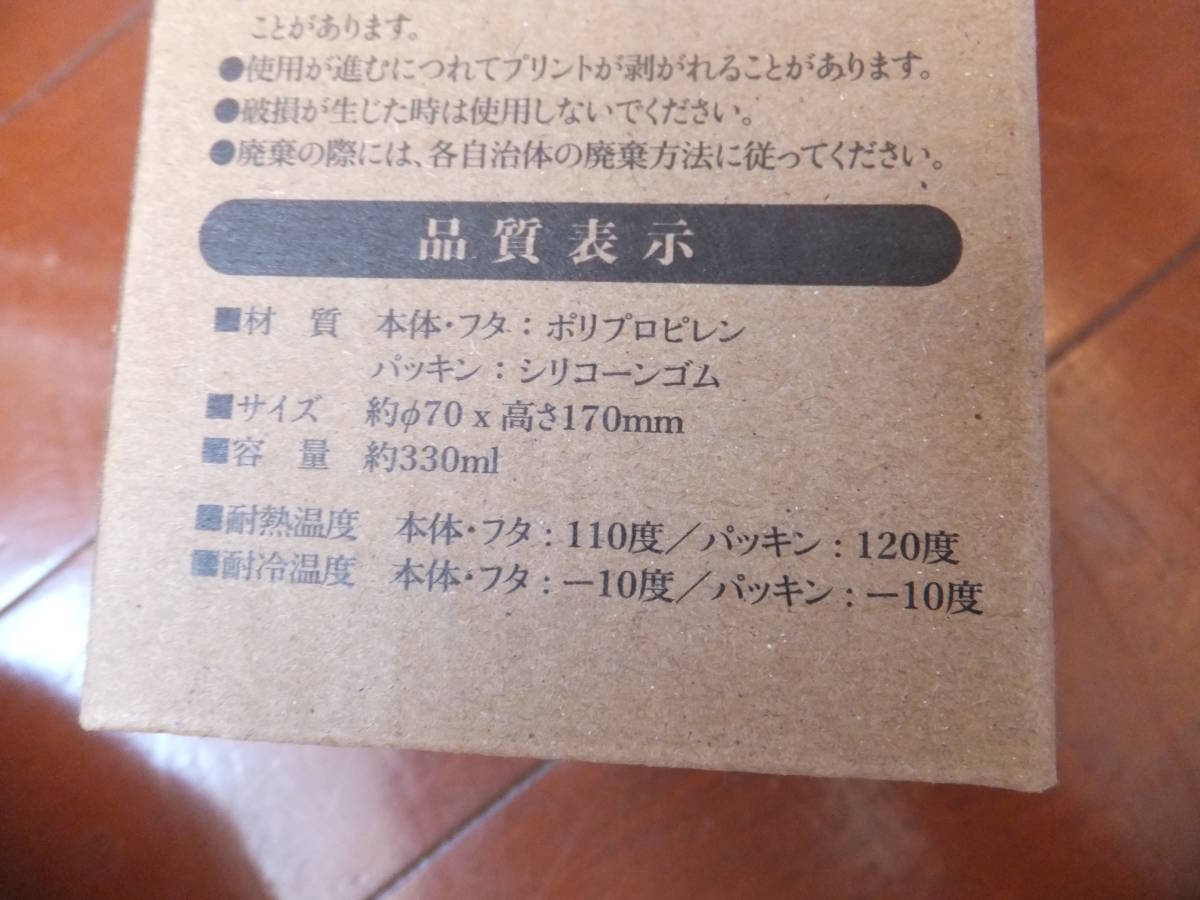 ことがあります。
●使用が進むにつれてプリントが剥がれることがあります。
●破損が生じた時は使用しないでください。
●廃棄の際には、各自治体の廃棄方法に従ってください。
品質表示
■材　質　本体・フタ：ポリプロピレン
パッキン：シリコーンゴム
■サイズ　約φ70 x 高さ170mm
■容　量　約330ml
■耐熱温度　本体・フタ：110度／パッキン：120度
■耐冷温度　本体・フタ：－10度／パッキン：－10度